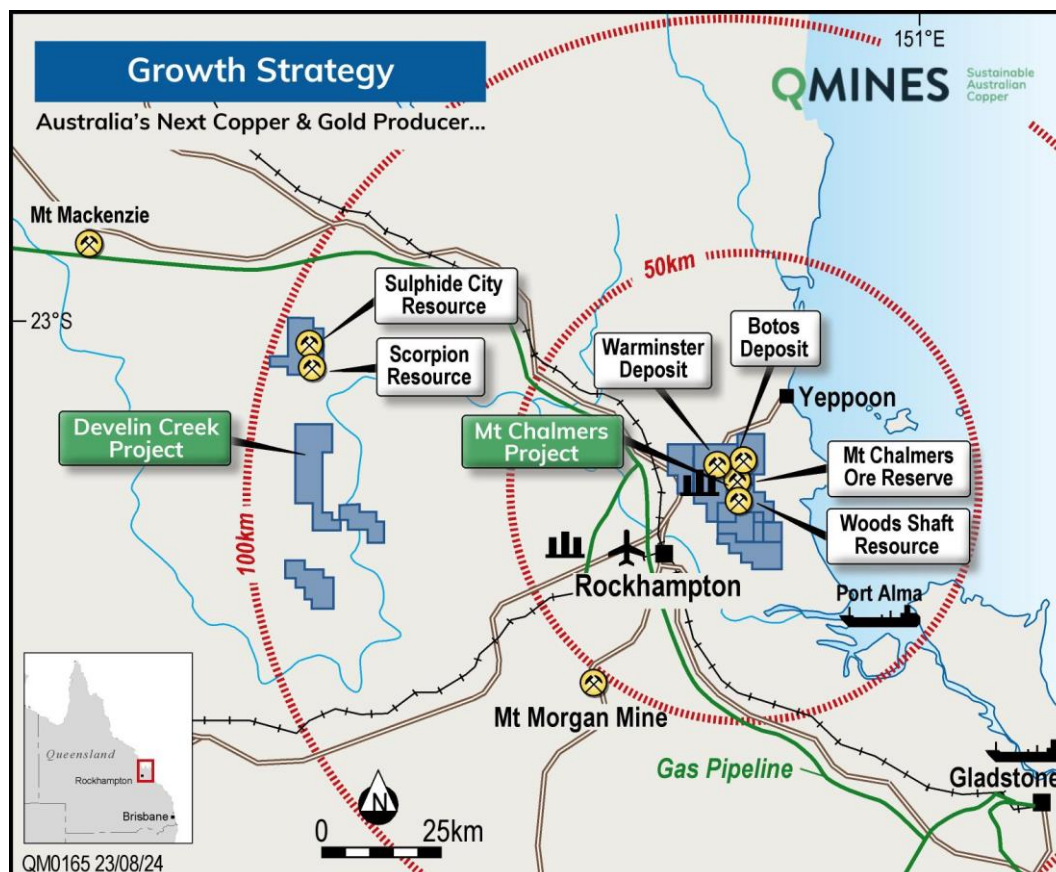 Growth Strategy
Australia's Next Copper & Gold Producer...
151°E
QMINES
Sustainable
Australian
Copper
Mt Mackenzie
50km
23°S
Sulphide City
Resource
Scorpion
Resource
Warminster
Deposit
Botos
Deposit
Yeppoon
Develin Creek
Project
Mt Chalmers
Project
Mt Chalmers
Ore Reserve
Woods Shaft
Resource
100km
Rockhampton
Port Alma
Mt Morgan Mine
Gas Pipeline
Gladstone
Queensland
Rockhampton
Brisbane
N
0 25km
QM0165 23/08/24